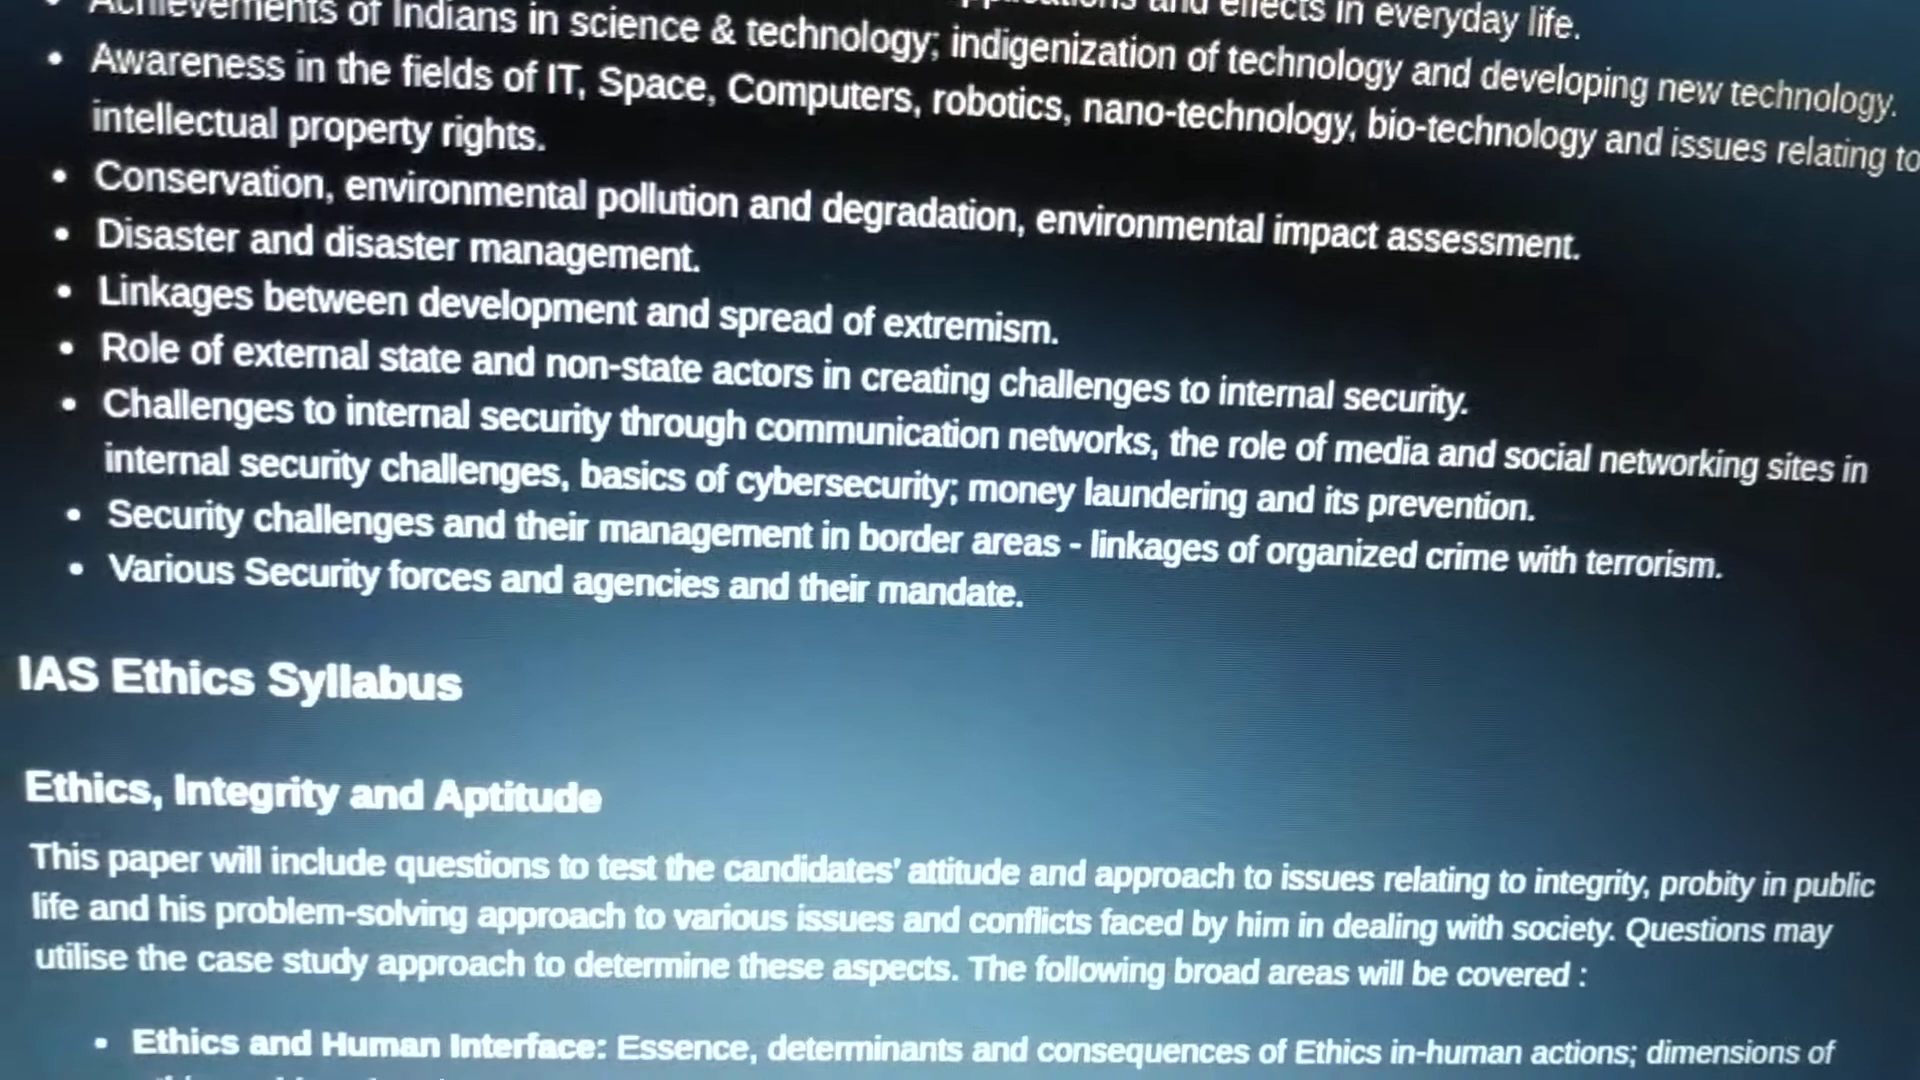 and effects in everyday life.
Achievements of Indians in science & technology; indigenization of technology and developing new technology.
Awareness in the fields of IT, Space, Computers, robotics, nano-technology, bio-technology and issues relating to
intellectual property rights.
Conservation, environmental pollution and degradation, environmental impact assessment.
Disaster and disaster management.
Linkages between development and spread of extremism.
Role of external state and non-state actors in creating challenges to internal security.
Challenges to internal security through communication networks, the role of media and social networking sites in
internal security challenges, basics of cybersecurity; money laundering and its prevention.
Security challenges and their management in border areas - linkages of organized crime with terrorism.
Various Security forces and agencies and their mandate.
IAS Ethics Syllabus
Ethics, Integrity and Aptitude
This paper will include questions to test the candidates’ attitude and approach to issues relating to integrity, probity in public
life and his problem-solving approach to various issues and conflicts faced by him in dealing with society. Questions may
utilise the case study approach to determine these aspects. The following broad areas will be covered :
Ethics and Human Interface: Essence, determinants and consequences of Ethics in-human actions; dimensions of